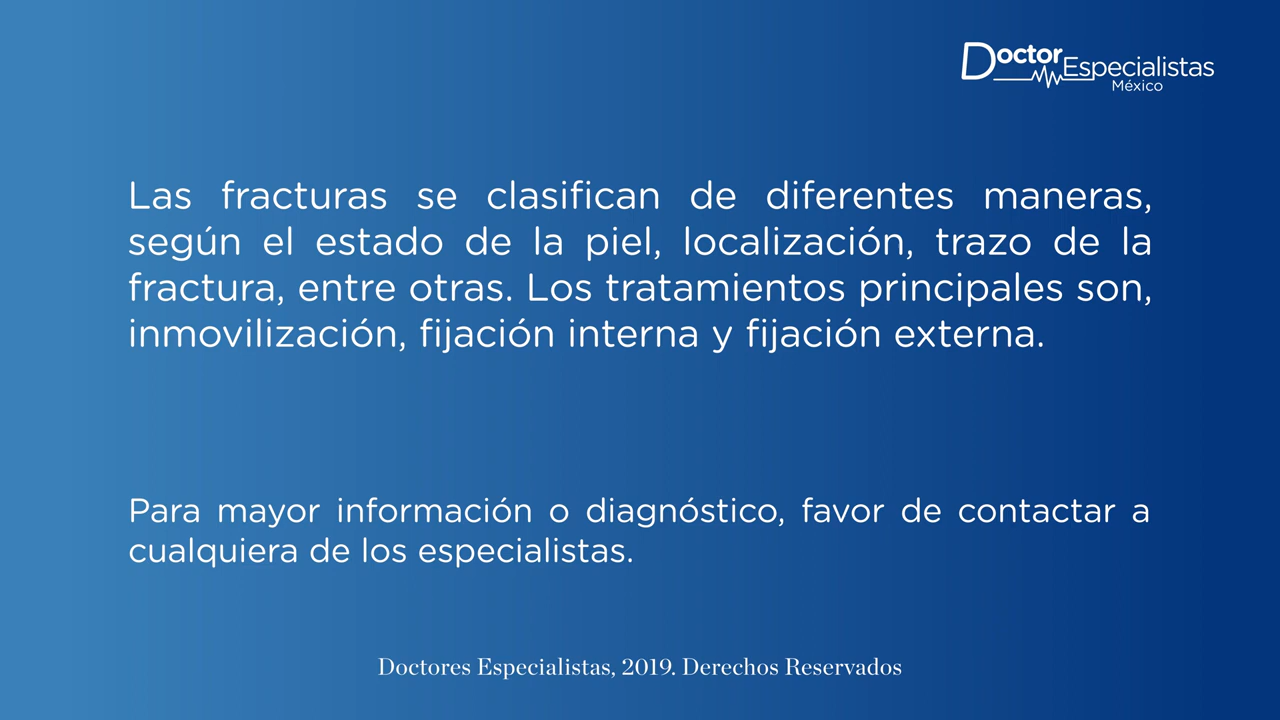 Doctor Especialistas
México
Las fracturas se clasifican de diferentes maneras,
según el estado de la piel, localización, trazo de la
fractura, entre otras. Los tratamientos principales son,
inmovilización, fijación interna y fijación externa.
Para mayor información o diagnóstico, favor de contactar a
cualquiera de los especialistas.
Doctores Especialistas, 2019. Derechos Reservados